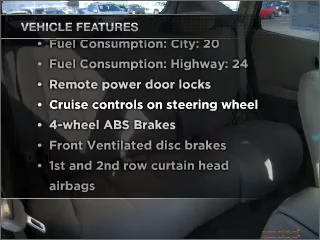 VEHICLE FEATURES
• Fuel Consumption: City: 20
• Fuel Consumption: Highway: 24
• Remote power door locks
• Cruise controls on steering wheel
• 4-wheel ABS Brakes
• Front Ventilated disc brakes
• 1st and 2nd row curtain head
airbags